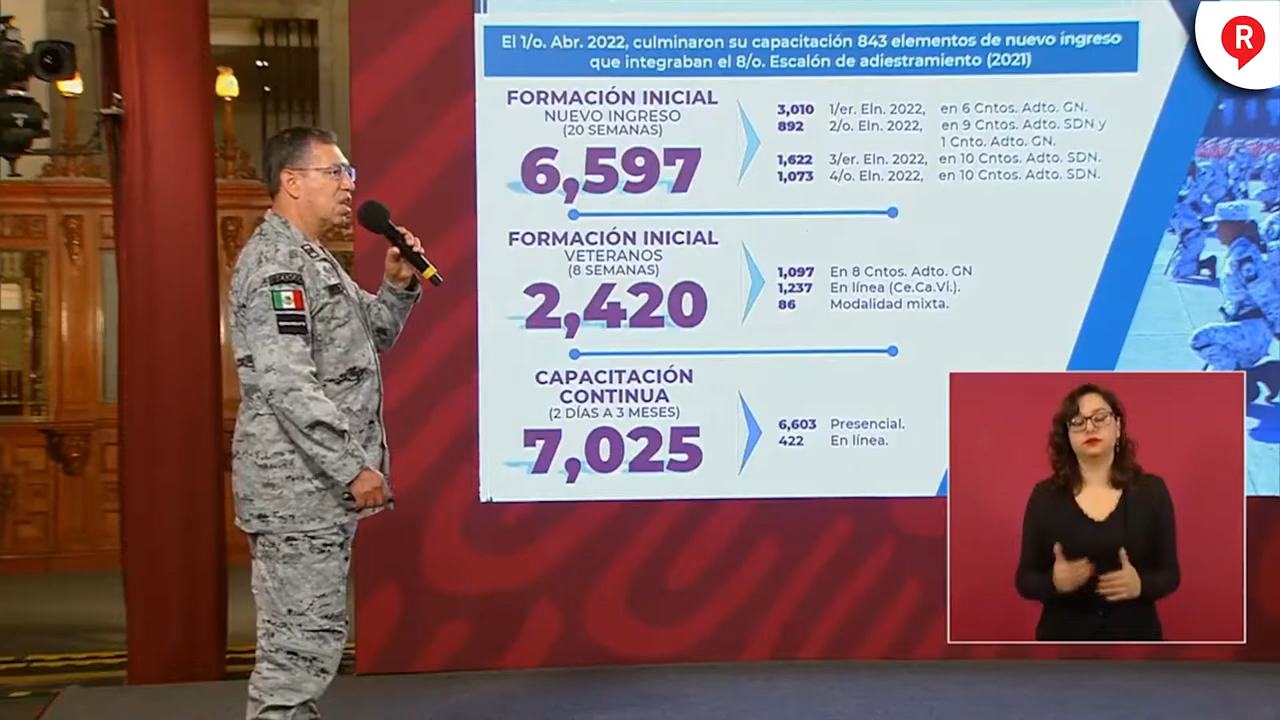 R
El 1/o. Abr. 2022, culminaron su capacitación 843 elementos de nuevo ingreso
que integraban el 8/o. Escalón de adiestramiento (2021)
FORMACIÓN INICIAL
NUEVO INGRESO
(20 SEMANAS)
6,597
3,010 1/er. Eln. 2022, en 6 Cntos. Adto. GN.
892 2/o. Eln. 2022, en 9 Cntos. Adto. SDN y
1 Cnto. Adto. GN.
1,622 3/er. Eln. 2022, en 10 Cntos. Adto. SDN.
1,073 4/o. Eln. 2022, en 10 Cntos. Adto. SDN.
FORMACIÓN INICIAL
VETERANOS
(8 SEMANAS)
2,420
1,097 En 8 Cntos. Adto. GN
1,237 En línea (Ce.Ca.Vi.).
86 Modalidad mixta.
CAPACITACIÓN
CONTINUA
(2 DÍAS A 3 MESES)
7,025
6,603 Presencial.
422 En línea.